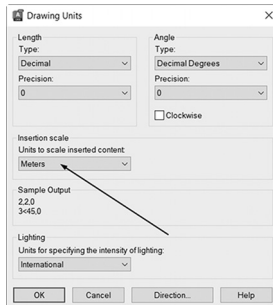 Drawing Units
Length
Type:
Decimal
Precision:
0
Angle
Type:
Decimal Degrees
Precision:
0
Clockwise
Insertion scale
Units to scale inserted content:
Meters
Sample Output
2,2,0
3<45,0
Lighting
Units for specifying the intensity of lighting:
International
OK
Cancel
Direction...
Help